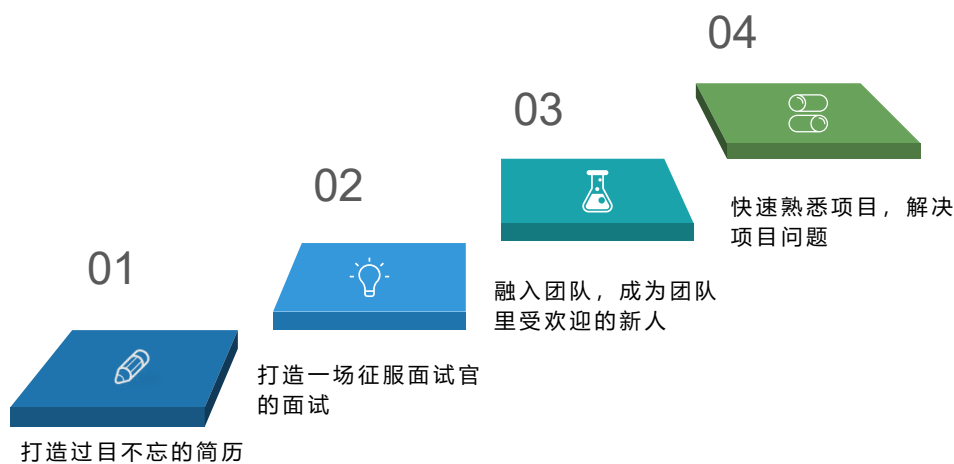 01
打造过目不忘的简历
02
打造一场征服面试官
的面试
03
融入团队，成为团队
里受欢迎的新人
04
快速熟悉项目，解决
项目问题